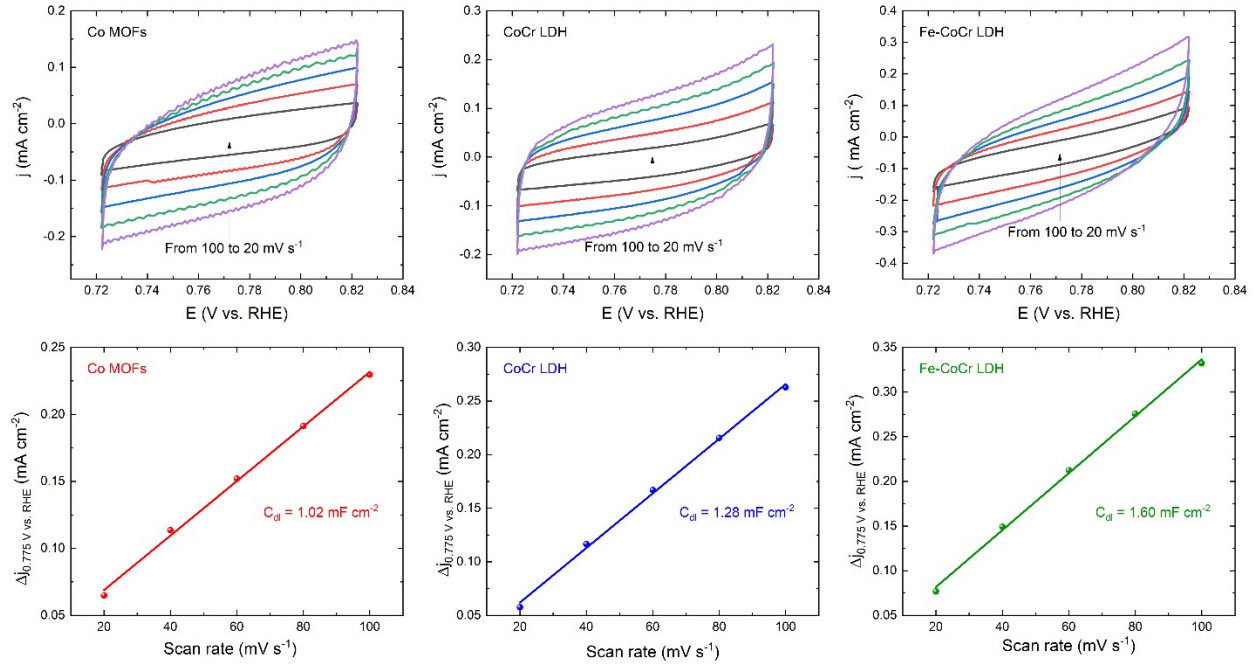 Co MOFs
0.2
0.1
0.0
-0.1
-0.2
j (mA cm⁻²)
From 100 to 20 mV s⁻¹
0.72 0.74 0.76 0.78 0.80 0.82 0.84
E (V vs. RHE)
CoCr LDH
0.3
0.2
0.1
0.0
-0.1
-0.2
j (mA cm⁻²)
From 100 to 20 mV s⁻¹
0.72 0.74 0.76 0.78 0.80 0.82 0.84
E (V vs. RHE)
Fe-CoCr LDH
0.4
0.3
0.2
0.1
0.0
-0.1
-0.2
-0.3
-0.4
j (mA cm⁻²)
From 100 to 20 mV s⁻¹
0.72 0.74 0.76 0.78 0.80 0.82 0.84
E (V vs. RHE)
Co MOFs
0.25
0.20
0.15
0.10
0.05
Δj0.775 V vs. RHE (mA cm⁻²)
Cdl = 1.02 mF cm⁻²
20 40 60 80 100
Scan rate (mV s⁻¹)
CoCr LDH
0.30
0.25
0.20
0.15
0.10
0.05
Δj0.775 V vs. RHE (mA cm⁻²)
Cdl = 1.28 mF cm⁻²
20 40 60 80 100
Scan rate (mV s⁻¹)
Fe-CoCr LDH
0.35
0.30
0.25
0.20
0.15
0.10
0.05
Δj0.775 V vs. RHE (mA cm⁻²)
Cdl = 1.60 mF cm⁻²
20 40 60 80 100
Scan rate (mV s⁻¹)